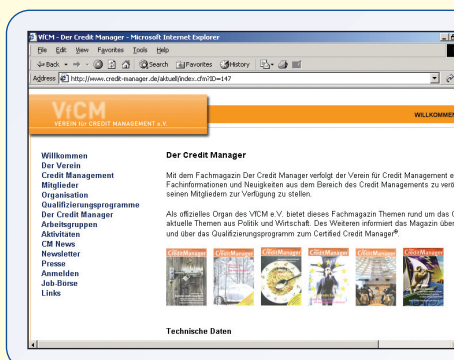 VfCM - Der Credit Manager - Microsoft Internet Explorer
File Edit View Favorites Tools Help
Back Search Favorites History
Address http://www.credit-manager.de/aktuell/index.cfm?ID=147
VfCM
VEREIN für CREDIT MANAGEMENT e.V.
WILLKOMMEN
Willkommen
Der Verein
Credit Management
Mitglieder
Organisation
Qualifizierungsprogramme
Der Credit Manager
Arbeitsgruppen
Aktivitäten
CM News
Newsletter
Presse
Anmelden
Job-Börse
Links
Der Credit Manager
Mit dem Fachmagazin Der Credit Manager verfolgt der Verein für Credit Management e
Fachinformationen und Neuigkeiten aus dem Bereich des Credit Managements zu verö
seinen Mitgliedern zur Verfügung zu stellen.
Als offizielles Organ des VfCM e.V. bietet dieses Fachmagazin Themen rund um das C
aktuelle Themen aus Politik und Wirtschaft. Des Weiteren informiert das Magazin über
und über das Qualifizierungsprogramm zum Certified Credit Manager®.
CreditManager CreditManager CreditManager CreditManager CreditManager CreditManager
Technische Daten